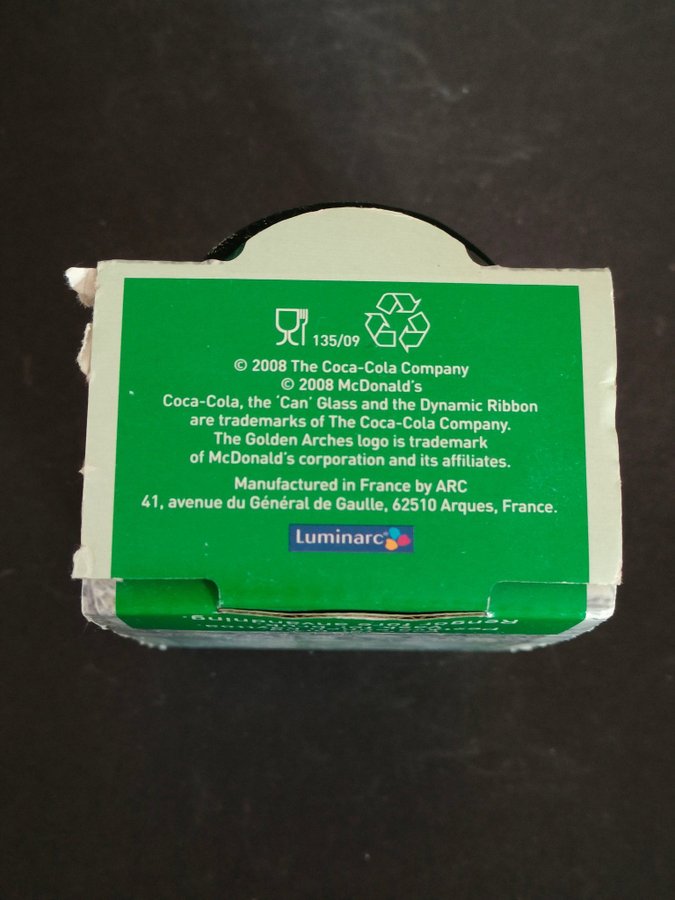 135/09
© 2008 The Coca-Cola Company
© 2008 McDonald's
Coca-Cola, the 'Can' Glass and the Dynamic Ribbon
are trademarks of The Coca-Cola Company.
The Golden Arches logo is trademark
of McDonald's corporation and its affiliates.
Manufactured in France by ARC
41, avenue du Général de Gaulle, 62510 Arques, France.
Luminarc